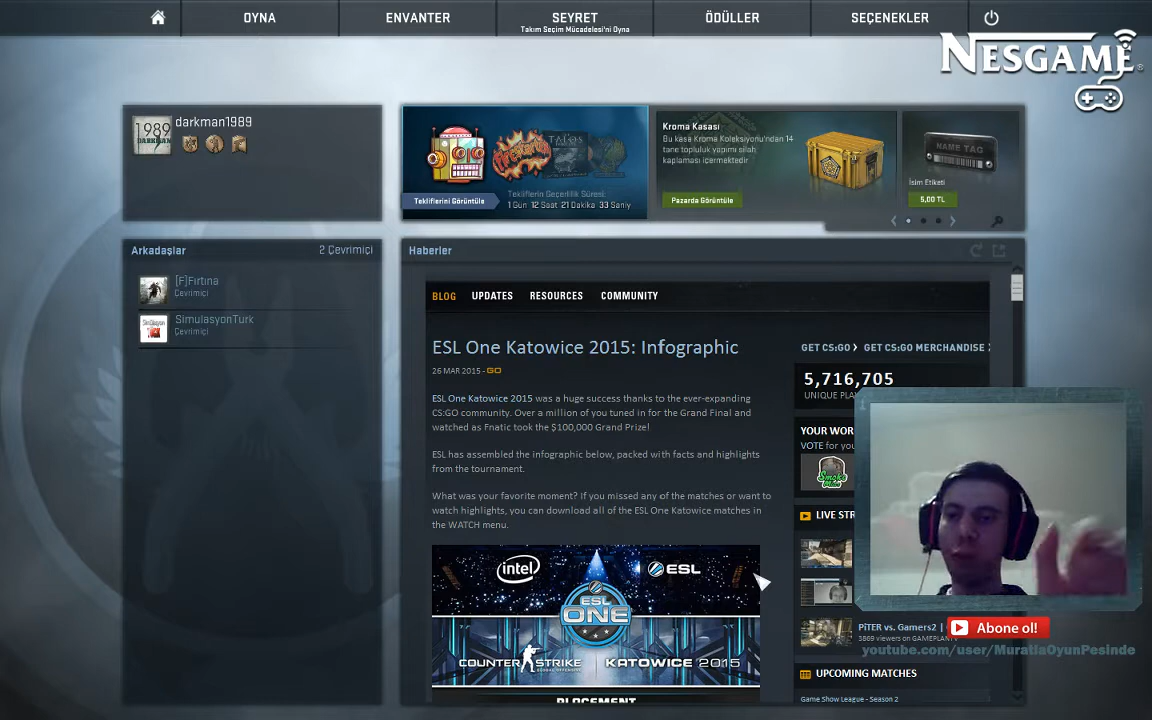 OYNA
ENVANTER
SEYRET
Takım Seçim Mücadelesi'ni Oyna
ÖDÜLLER
SEÇENEKLER
NESGAME
1989
darkman1989
Tekliflerini Görüntüle
Tekliflerin Geçerlilik Süresi:
1 Gün 12 Saat 21 Dakika 33 Saniy
Kroma Kasası
Bu kasa Kroma Koleksiyonu'ndan 14
tane topluluk yapımı silah
kaplaması içermektedir
Pazarda Görüntüle
NAME TAG
İsim Etiketi
5,00 TL
Arkadaşlar
2 Çevrimiçi
[F]Fırtına
Çevrimiçi
SimulasyonTurk
Çevrimiçi
Haberler
BLOG
UPDATES
RESOURCES
COMMUNITY
ESL One Katowice 2015: Infographic
26 MAR 2015 - GO
ESL One Katowice 2015 was a huge success thanks to the ever-expanding
CS:GO community. Over a million of you tuned in for the Grand Final and
watched as Fnatic took the $100,000 Grand Prize!
ESL has assembled the infographic below, packed with facts and highlights
from the tournament.
What was your favorite moment? If you missed any of the matches or want to
watch highlights, you can download all of the ESL One Katowice matches in
the WATCH menu.
intel
ESL
ESL
ONE
COUNTER STRIKE
KATOWICE 2015
PLACEMENT
GET CS:GO
GET CS:GO MERCHANDISE
5,716,705
UNIQUE PLA
YOUR WOR
VOTE for you
LIVE STR
PiTER vs. Gamers2 |
3869 viewers on GAMEPLAN
Abone ol!
youtube.com/user/MuratlaOyunPesinde
UPCOMING MATCHES
Game Show League - Season 2